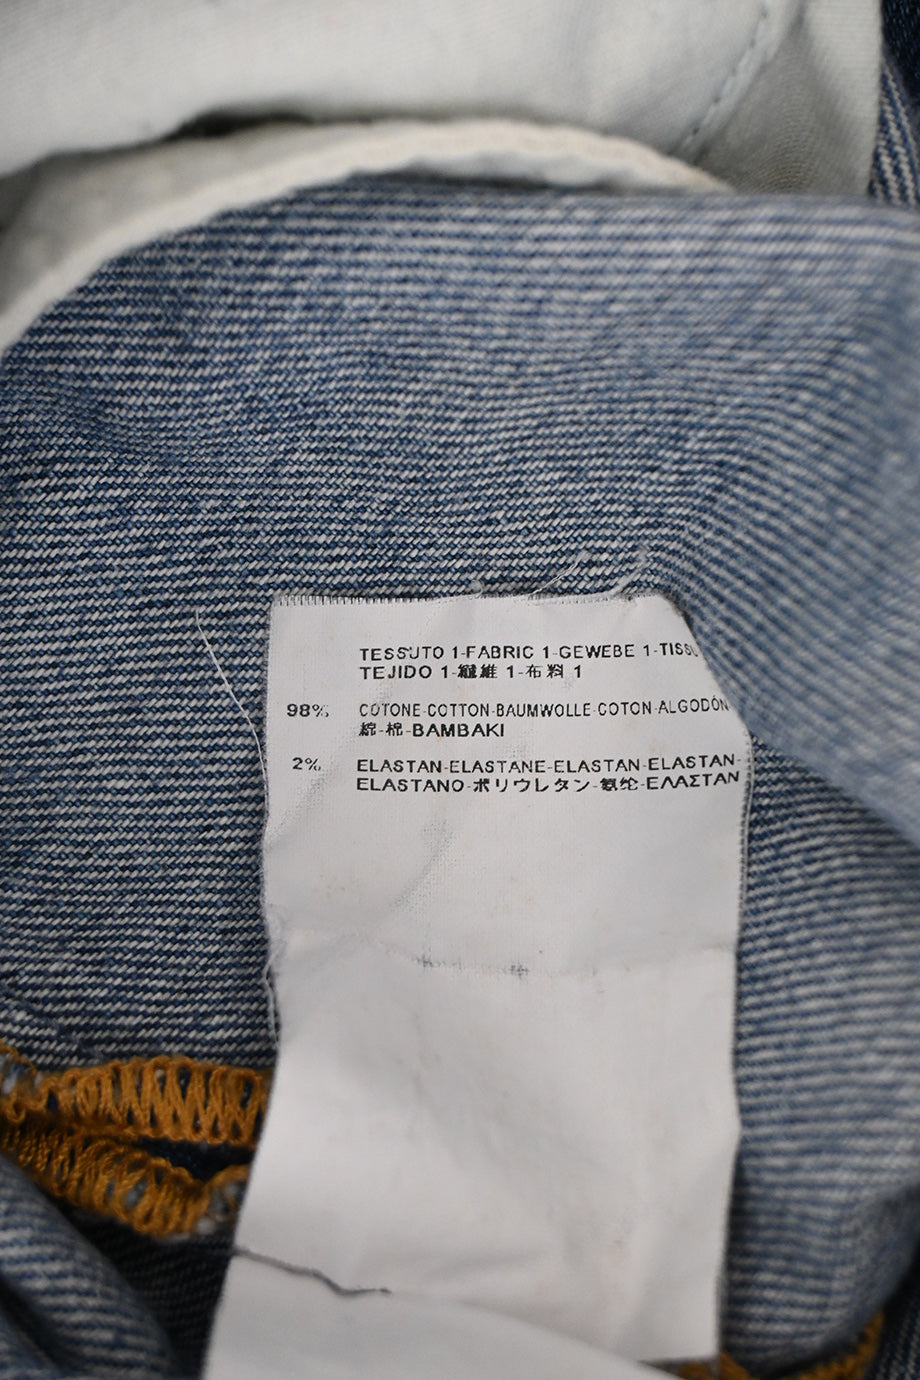 TESSUTO 1-FABRIC 1-GEWEBE 1-TISSU
TEJIDO 1-繊維 1-布料 1
98% COTONE-COTTON-BAUMWOLLE-COTON-ALGODÓN
綿-棉-BAMBAKI
2% ELASTAN-ELASTANE-ELASTAN-ELASTAN-
ELASTANO-ポリウレタン-氨纶-ΕΛΑΣΤΑΝ